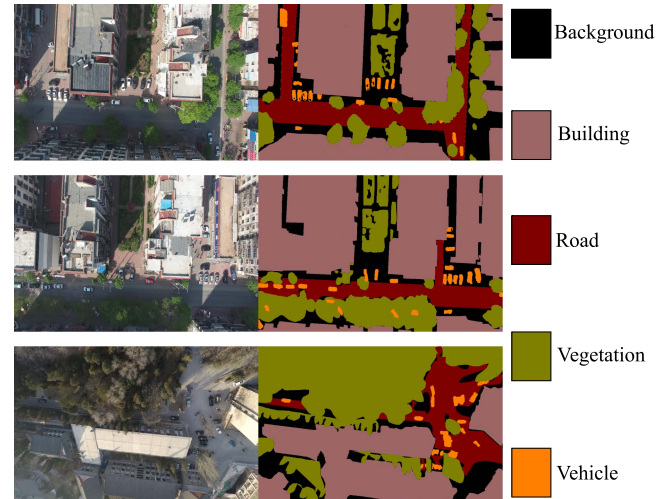 Background
Building
Road
Vegetation
Vehicle